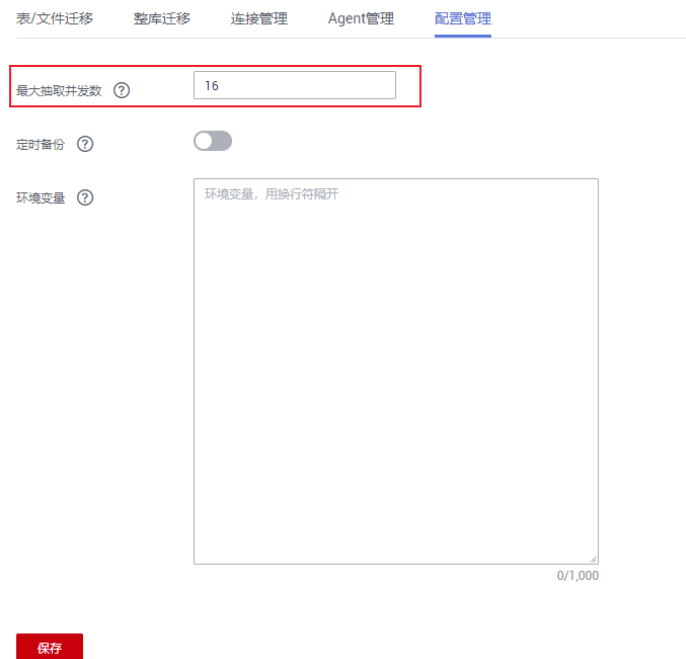 表/文件迁移 整库迁移 连接管理 Agent管理 配置管理
最大抽取并发数 ? 16
定时备份 ?
环境变量 ? 环境变量，用换行符隔开
0/1,000
保存